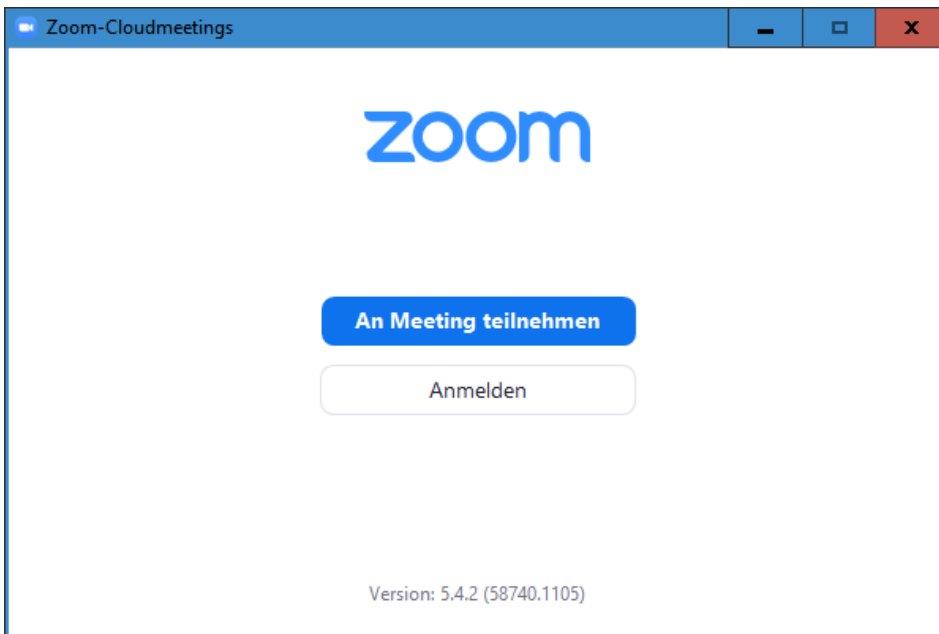 Zoom-Cloudmeetings
zoom
An Meeting teilnehmen
Anmelden
Version: 5.4.2 (58740.1105)